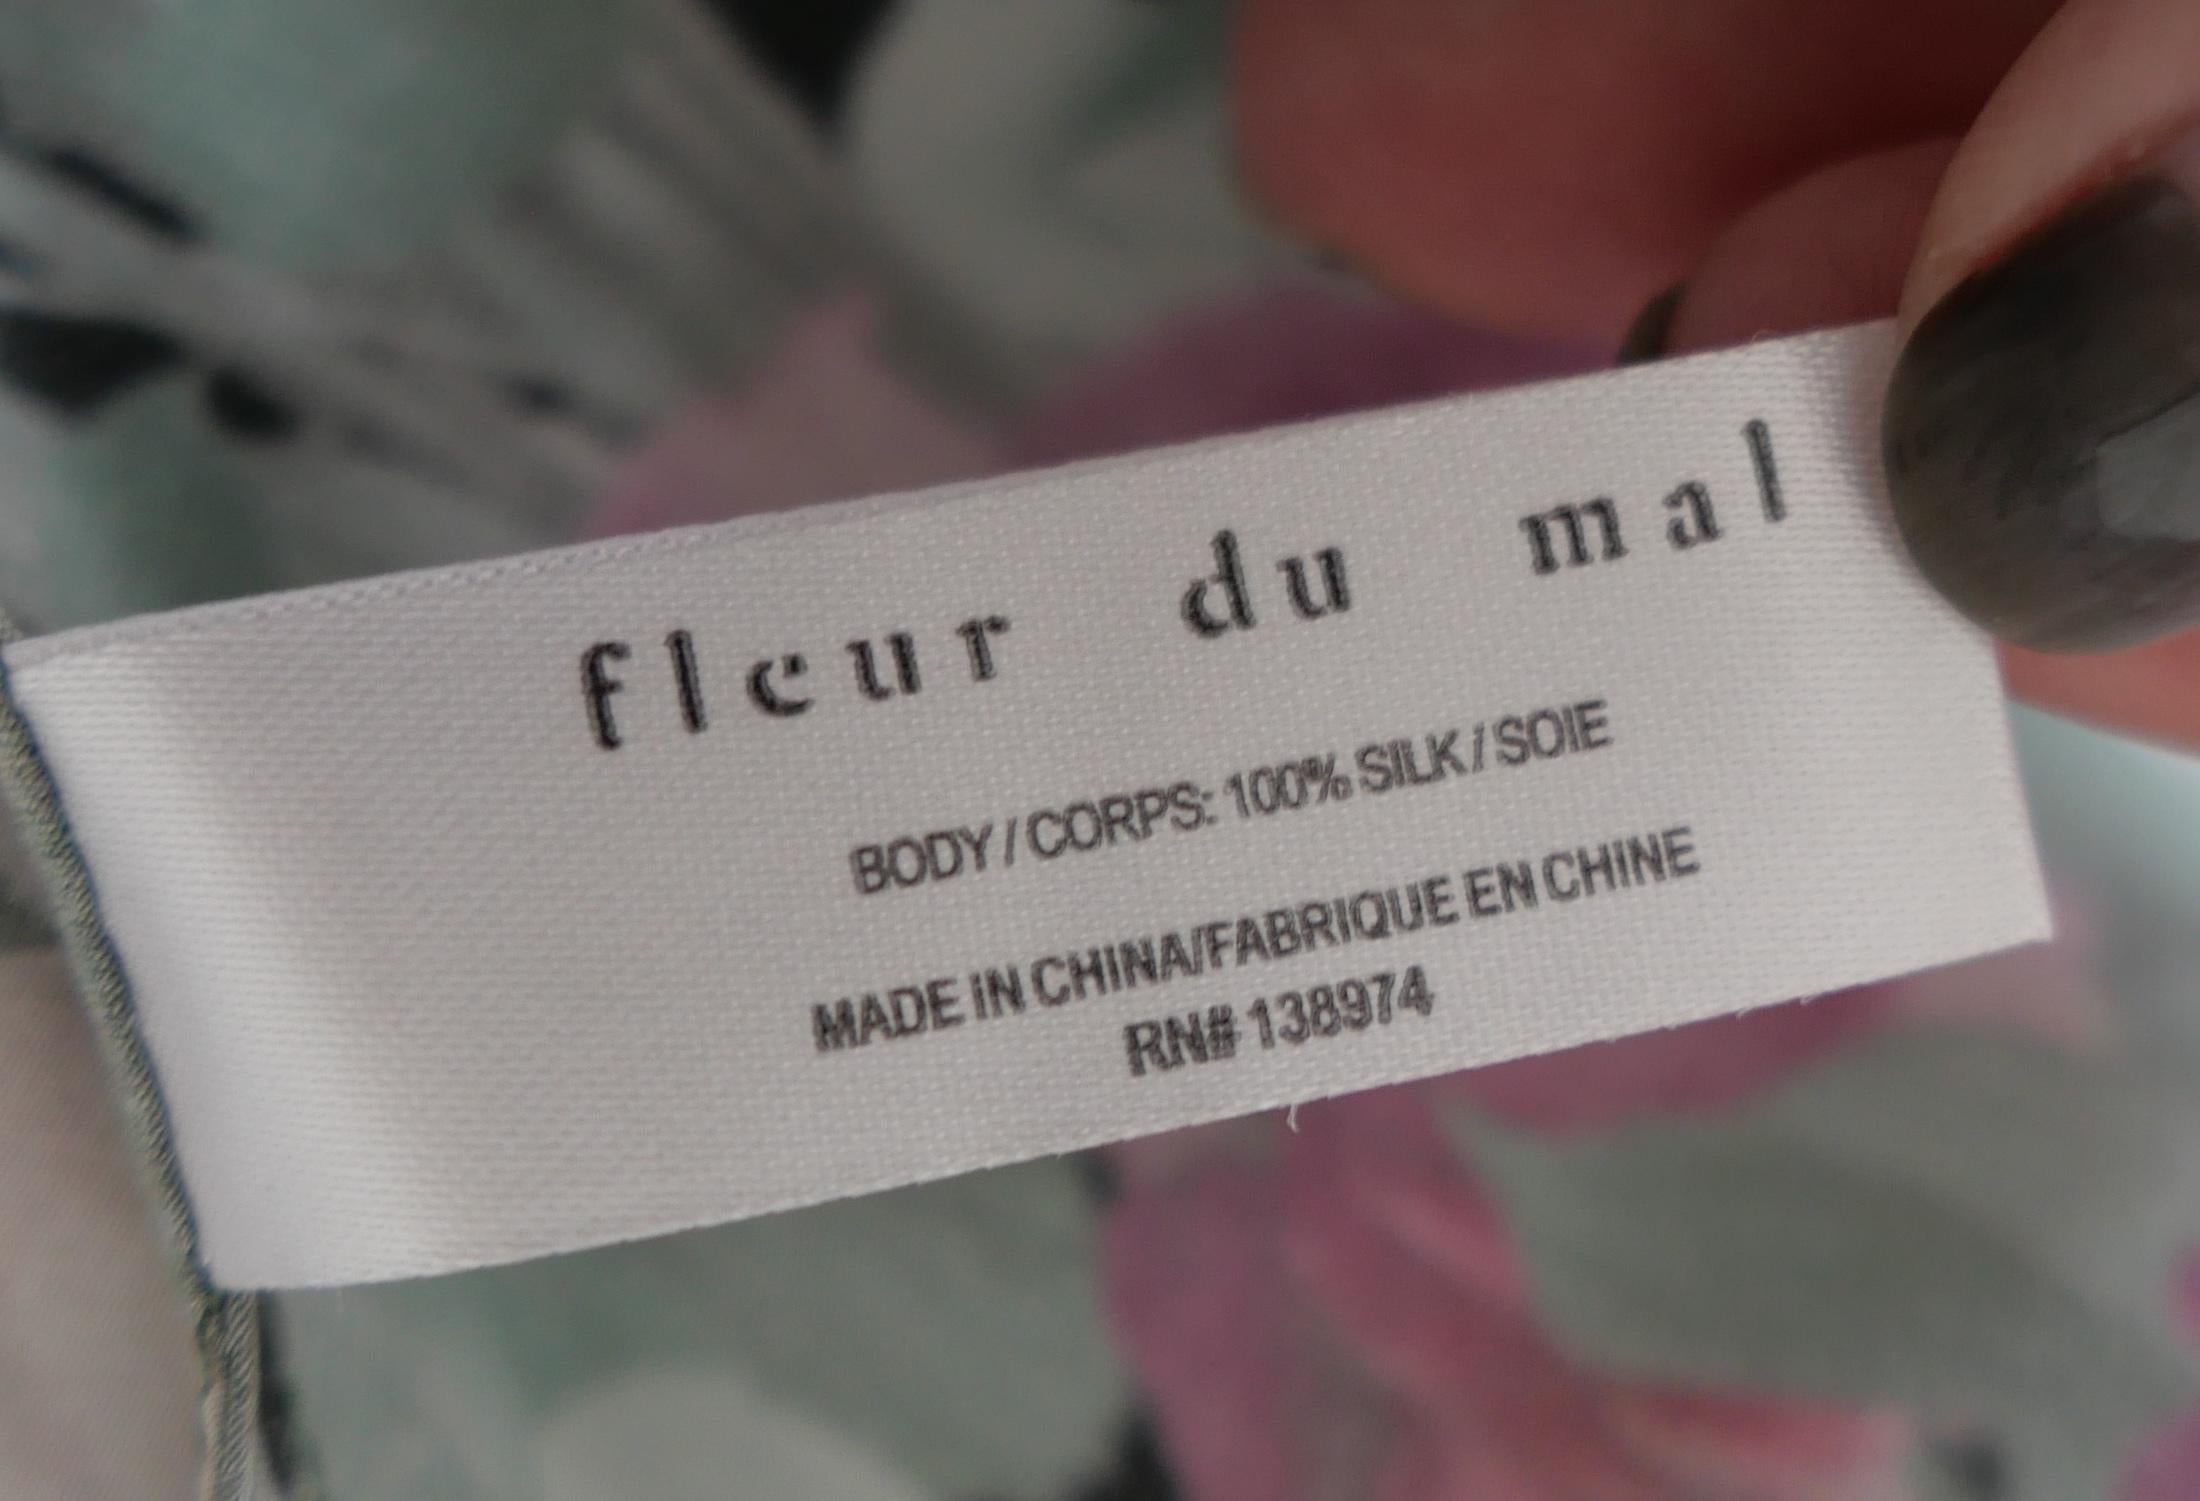 fleur du mal
BODY / CORPS: 100% SILK / SOIE
MADE IN CHINA/FABRIQUE EN CHINE
RN# 138974